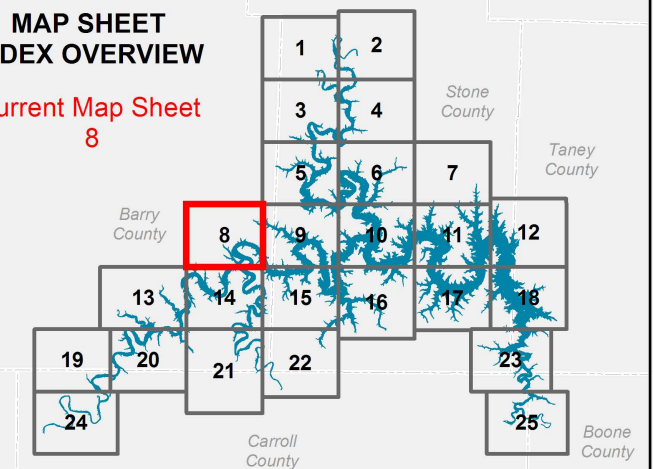 MAP SHEET
DEX OVERVIEW
urrent Map Sheet
8
1
2
3
4
Stone
County
5
6
7
Taney
County
Barry
County
8
9
10
11
12
13
14
15
16
17
18
19
20
21
22
23
24
25
Carroll
County
Boone
County